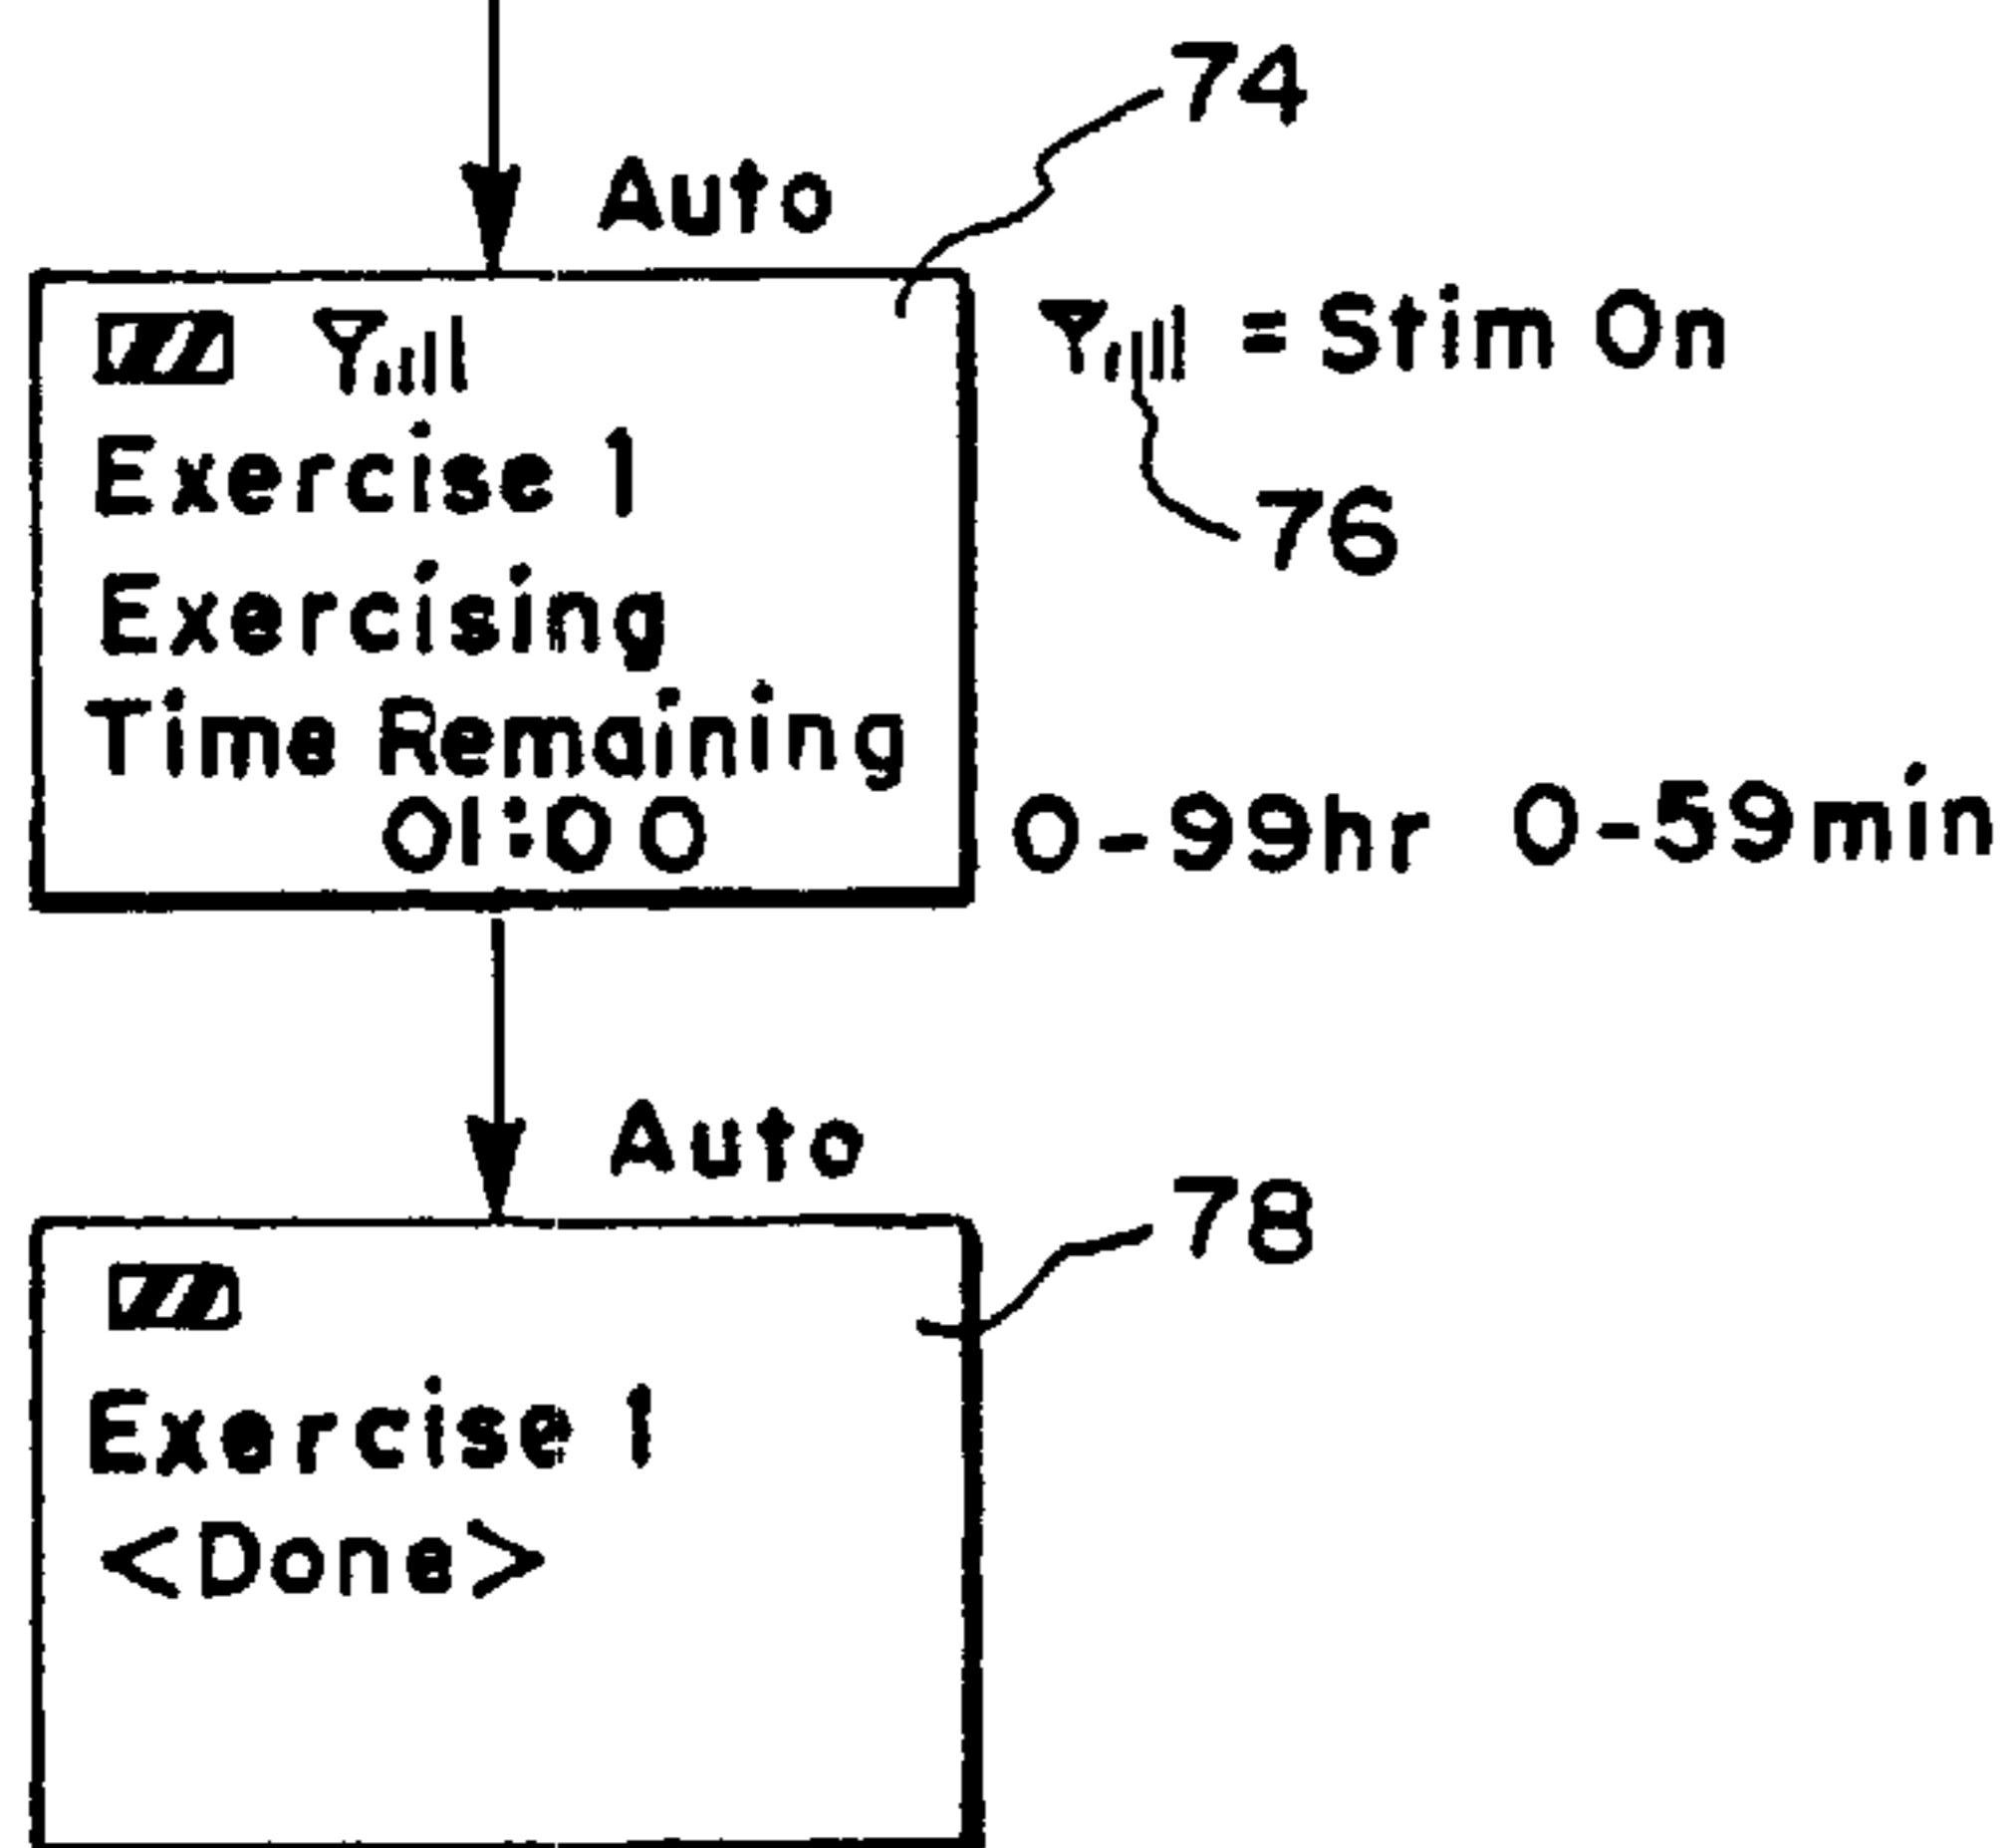 74
Auto
= Stim On
Exercise 1
76
Exercising
Time Remaining
01:00 0-99hr 0-59min
Auto
78
Exercise 1
<Done>